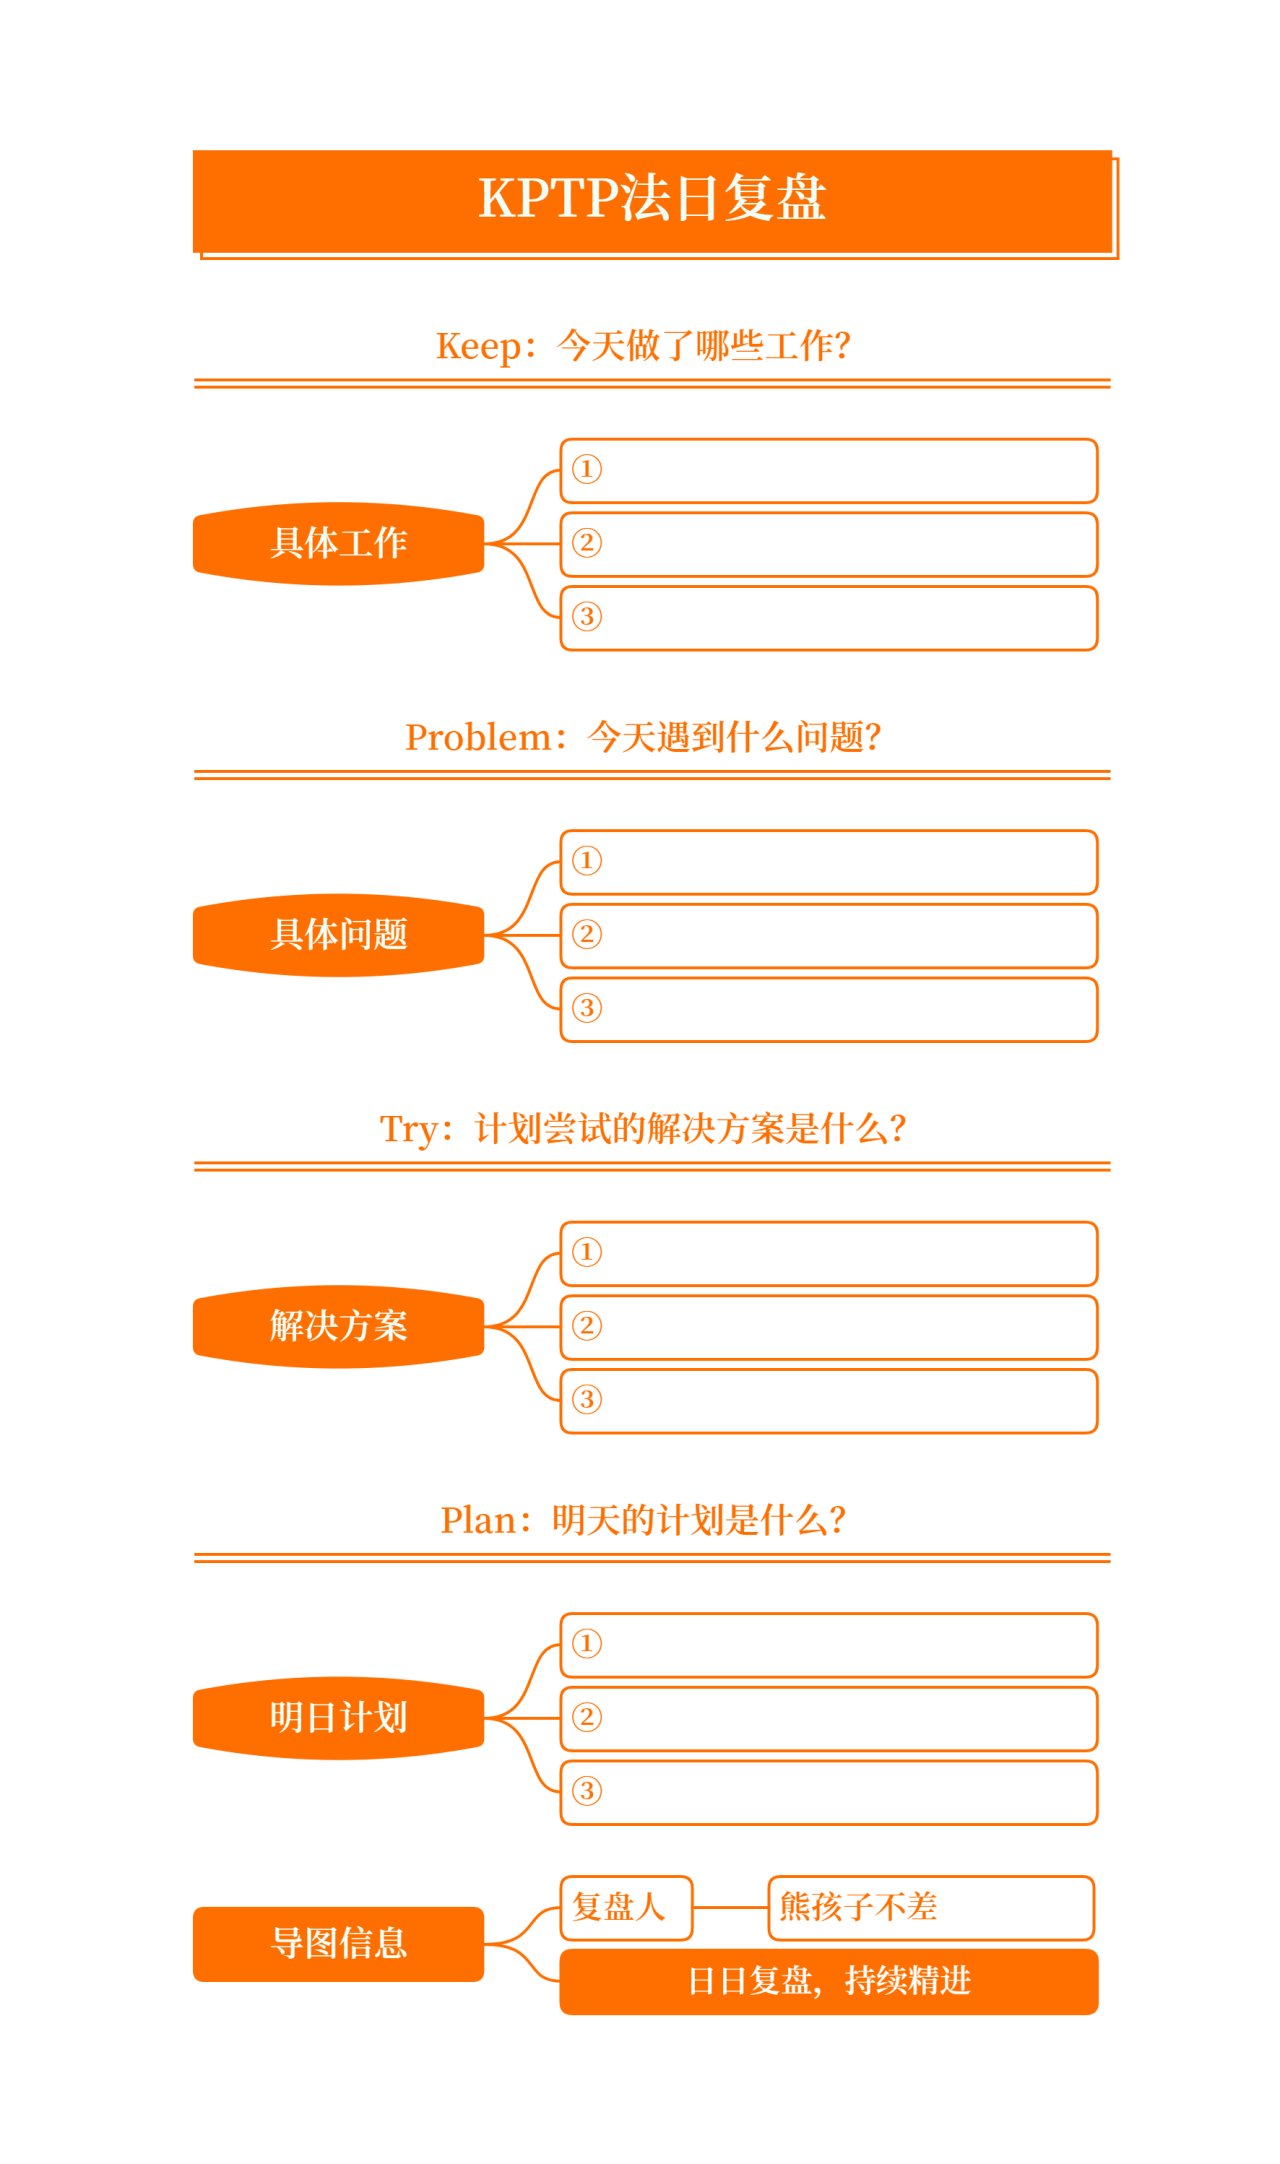 KPTP法日复盘
Keep：今天做了哪些工作？
具体工作
①
②
③
Problem：今天遇到什么问题？
具体问题
①
②
③
Try：计划尝试的解决方案是什么？
解决方案
①
②
③
Plan：明天的计划是什么？
明日计划
①
②
③
导图信息
复盘人
熊孩子不差
日日复盘，持续精进